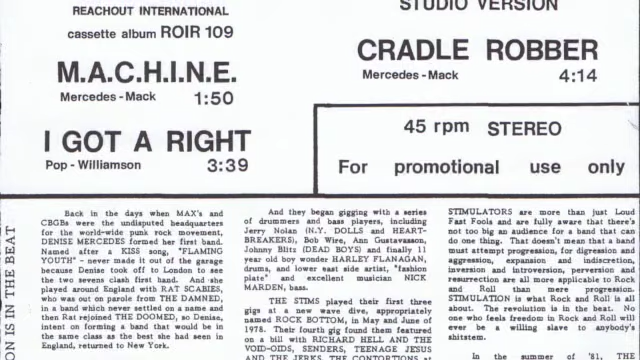 REACHOUT INTERNATIONAL
cassette album ROIR 109
M.A.C.H.I.N.E.
Mercedes - Mack 1:50
I GOT A RIGHT
Pop - Williamson 3:39
STUDIO VERSION
CRADLE ROBBER
Mercedes - Mack 4:14
45 rpm STEREO
For promotional use only
ON IS IN THE BEAT
Back in the days when MAX's and
CBGBs were the undisputed headquarters
for the world-wide punk rock movement,
DENISE MERCEDES formed her first band.
Named after a KISS song, "FLAMING
YOUTH" - never made it out of the garage
because Denise took off to London to see
the two sevens clash first hand. And she
played around England with RAT SCABIES,
who was out on parole from THE DAMNED,
in a band which never settled on a name and
then Rat rejoined THE DOOMED, so Denise,
intent on forming a band that would be in
the same class as the best she had seen in
England, returned to New York.
And they began gigging with a series
of drummers and bass players, including
Jerry Nolan (N.Y. DOLLS and HEART-
BREAKERS), Bob Wire, Ann Gustavasson,
Johnny Blitz (DEAD BOYS) and finally 11
year old boy wonder HARLEY FLANAGAN,
drums, and lower east side artist, "fashion
plate" and excellent musician NICK
MARDEN, bass.
THE STIMS played their first three
gigs at a new wave dive, appropriately
named ROCK BOTTOM, in May and June of
1978. Their fourth gig found them featured
on a bill with RICHARD HELL AND THE
VOID-OIDS, SENDERS, TEENAGE JESUS
AND THE JERKS, THE CONTORTIONS at
STIMULATORS are more than just Loud
Fast Fools and are fully aware that there's
not too big an audience for a band that can
do one thing. That doesn't mean that a band
must attempt progression, for digression and
aggression, expansion and indiscretion,
inversion and introversion, perversion and
resurrection are all more applicable to Rock
and Roll than mere progression.
STIMULATION is what Rock and Roll is all
about. The revolution is in the beat. No
one who feels freedom in Rock and Roll will
ever be a willing slave to anybody's
shitstem.
In the summer of '81, THE